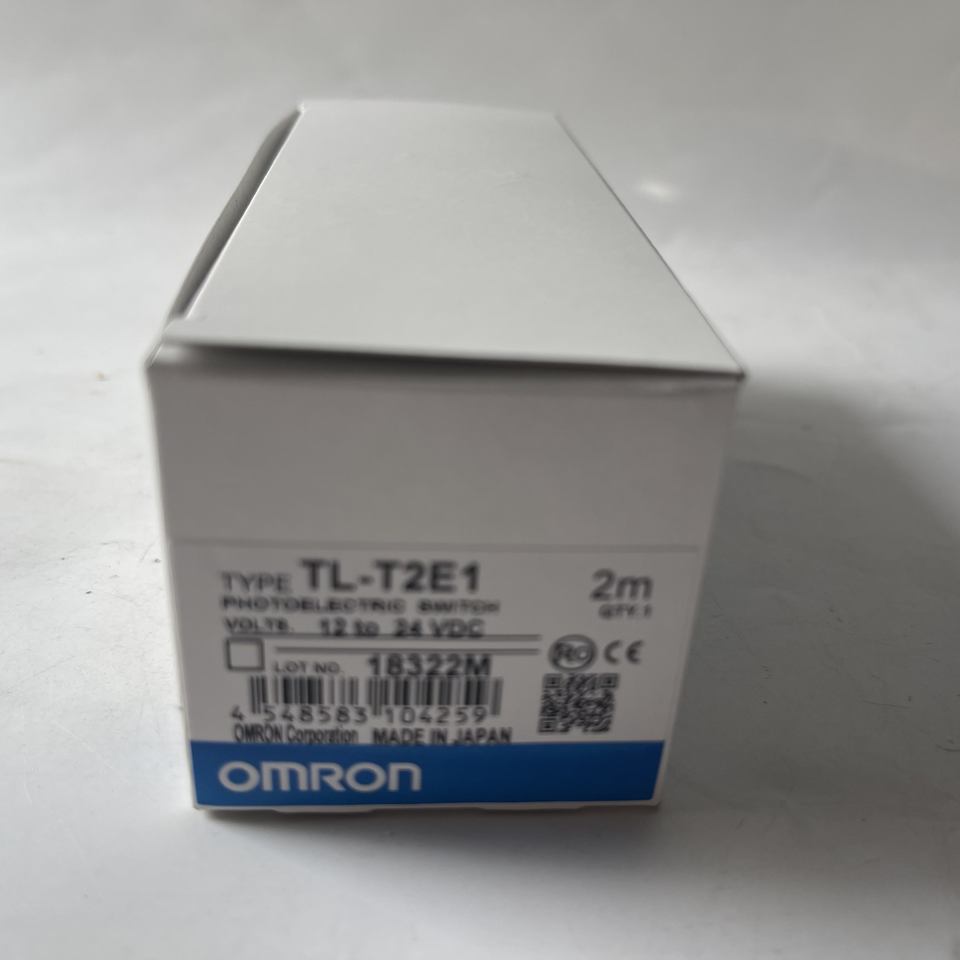 TYPE TL-T2E1 2m
PHOTOELECTRIC SWITCH QTY.1
VOLTS. 12 to 24 VDC
LOT NO. 18322M RC CE
4 548583 104259
OMRON Corporation MADE IN JAPAN
OMRON